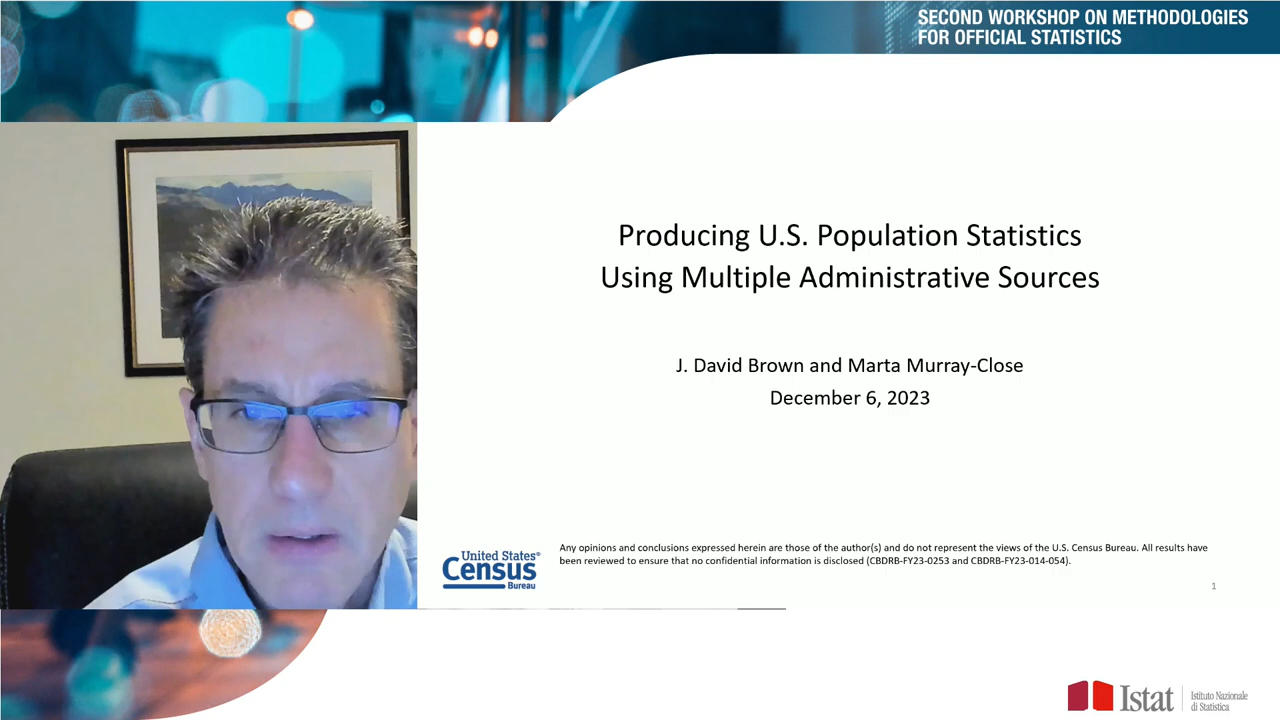 SECOND WORKSHOP ON METHODOLOGIES
FOR OFFICIAL STATISTICS
Producing U.S. Population Statistics
Using Multiple Administrative Sources
J. David Brown and Marta Murray-Close
December 6, 2023
United States®
Census
Bureau
Any opinions and conclusions expressed herein are those of the author(s) and do not represent the views of the U.S. Census Bureau. All results have
been reviewed to ensure that no confidential information is disclosed (CBDRB-FY23-0253 and CBDRB-FY23-014-054).
1
Istat
Istituto Nazionale
di Statistica